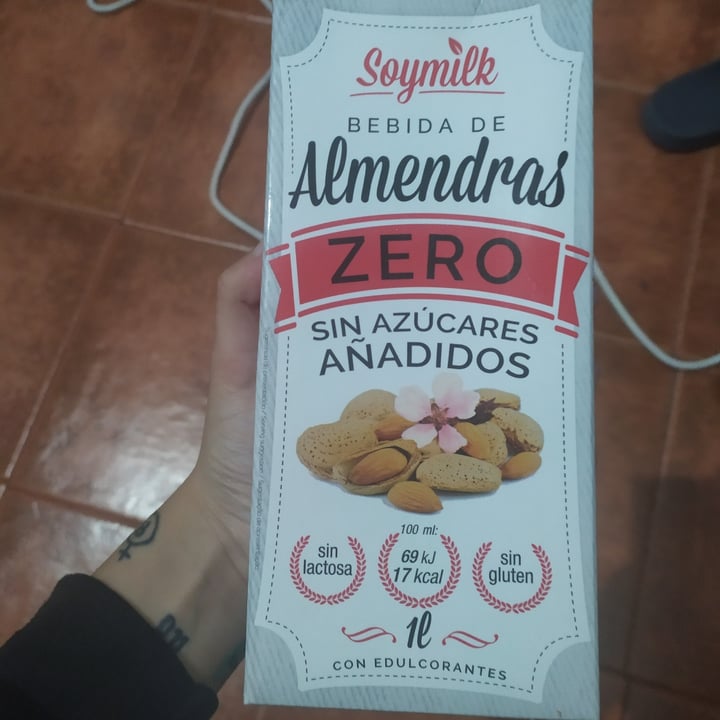 Soymilk
BEBIDA DE
Almendras
ZERO
SIN AZÚCARES
AÑADIDOS
100 ml:
sin
lactosa
69 kJ
17 kcal
sin
gluten
1l
CON EDULCORANTES